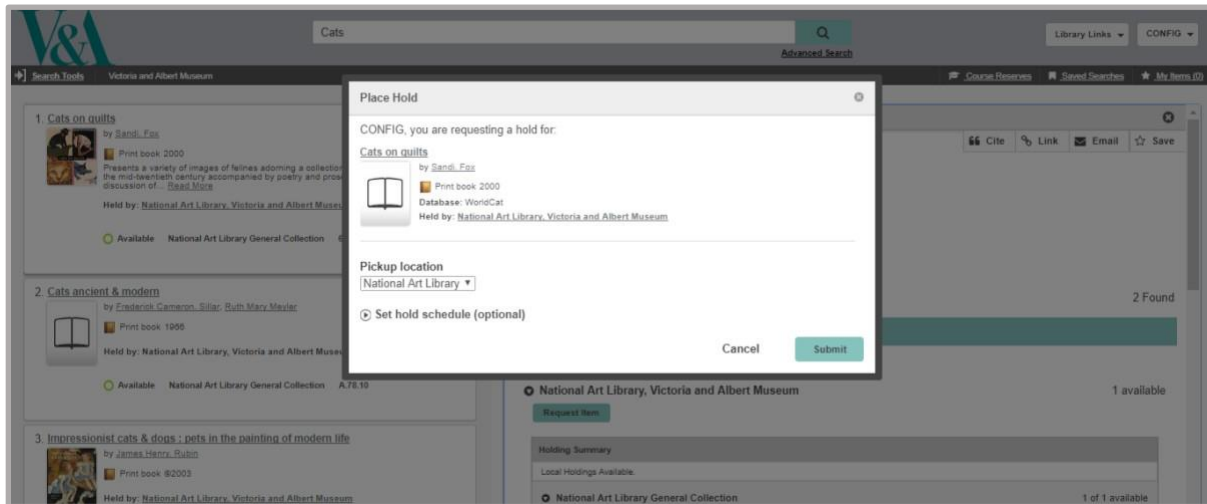 V&A
Cats
Advanced Search
Library Links
CONFIG
Search Tools
Victoria and Albert Museum
Course Reserves
Saved Searches
My Items (0)
1. Cats on quilts
by Sandi, Fox
Print book 2000
Presents a variety of images of felines adorning a collection
the mid-twentieth century accompanied by poetry and pros
discussion of... Read More
Held by: National Art Library, Victoria and Albert Museu
Available National Art Library General Collection
2. Cats ancient & modern
by Frederick Cameron, Sillar, Ruth Mary Meyler
Print book 1966
Held by: National Art Library, Victoria and Albert Museu
Available National Art Library General Collection A.78.10
3. Impressionist cats & dogs : pets in the painting of modern life
by James Henry, Rubin
Print book ©2003
Held by: National Art Library, Victoria and Albert Museum
Place Hold
CONFIG, you are requesting a hold for:
Cats on quilts
by Sandi, Fox
Print book 2000
Database: WorldCat
Held by: National Art Library, Victoria and Albert Museum
Pickup location
National Art Library
Set hold schedule (optional)
Cancel
Submit
Cite
Link
Email
Save
2 Found
National Art Library, Victoria and Albert Museum
1 available
Request Item
Holding Summary
Local Holdings Available.
National Art Library General Collection
1 of 1 available